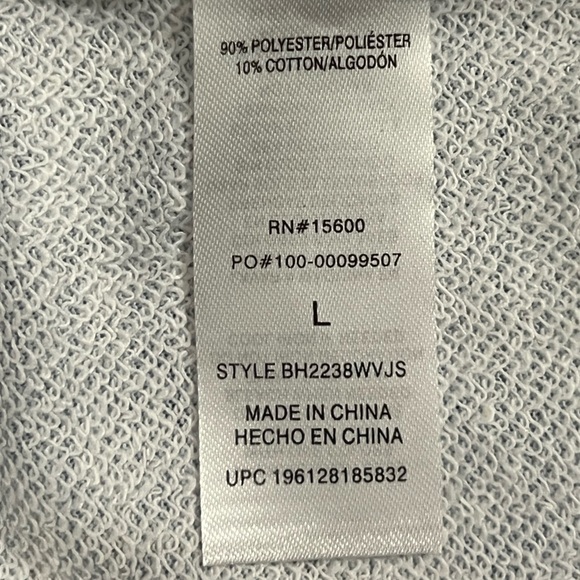 90% POLYESTER/POLIÉSTER
10% COTTON/ALGODÓN
RN#15600
PO#100-00099507
L
STYLE BH2238WVJS
MADE IN CHINA
HECHO EN CHINA
UPC 196128185832